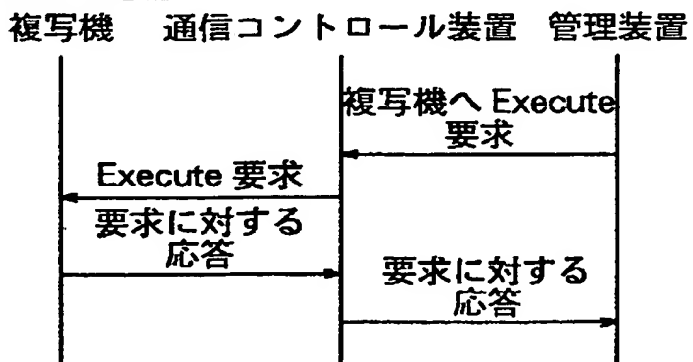 複写機 通信コントロール装置 管理装置
複写機へ Execute
要求
Execute 要求
要求に対する
応答
要求に対する
応答